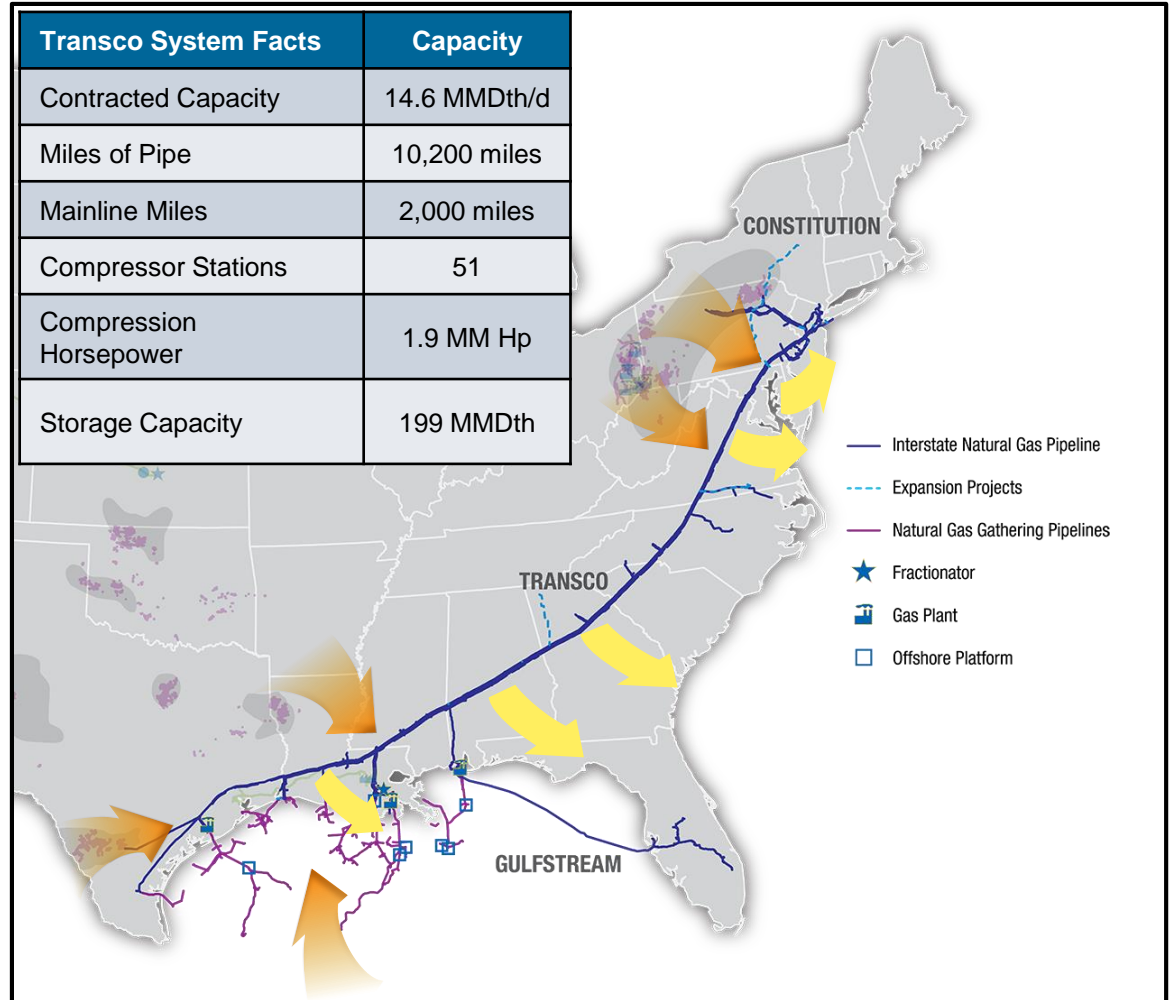 Transco System Facts Capacity
Contracted Capacity 14.6 MMDth/d
Miles of Pipe 10,200 miles
Mainline Miles 2,000 miles
Compressor Stations 51
Compression
Horsepower 1.9 MM Hp
Storage Capacity 199 MMDth
CONSTITUTION
TRANSCO
GULFSTREAM
Interstate Natural Gas Pipeline
Expansion Projects
Natural Gas Gathering Pipelines
Fractionator
Gas Plant
Offshore Platform